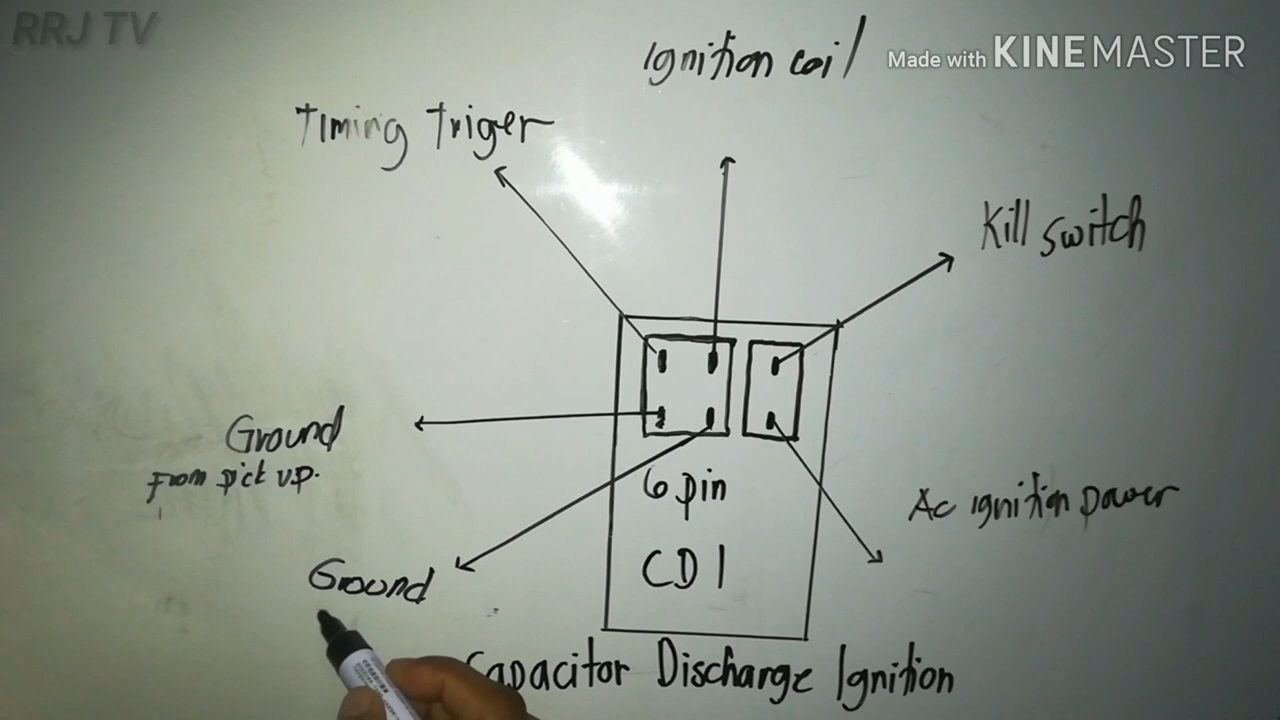 RRJ TV
Made with KINEMASTER
Ignition coil
Timing Triger
Kill switch
Ground
From pick up.
6 pin
Ac ignition power
CDI
Ground
Capacitor Discharge Ignition